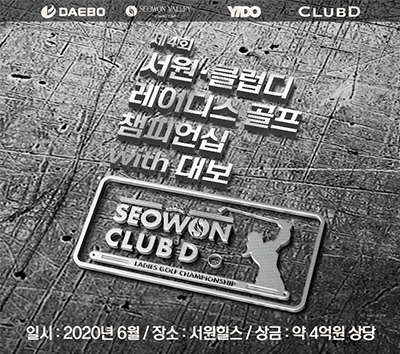 DAEBO SEOWON VALLEY YIDO CLUBD
제4회
서원·클럽디
레이디스 골프
챔피언십
with 대보
SEOWON
CLUB D
LADIES GOLF CHAMPIONSHIP
일시 : 2020년 6월 / 장소 : 서원힐스 / 상금 : 약 4억원 상당